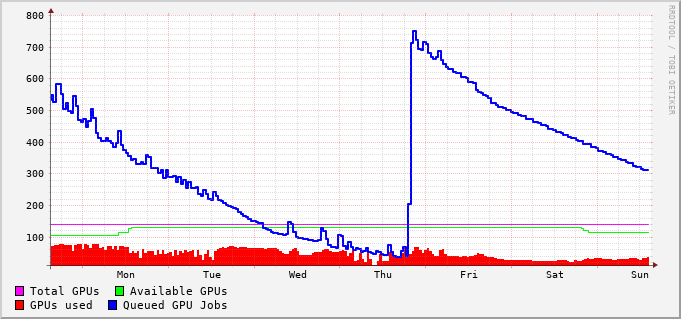 800
700
600
500
400
300
200
100
Mon Tue Wed Thu Fri Sat Sun
Total GPUs Available GPUs
GPUs used Queued GPU Jobs
RRDTOOL / TOBI OETIKER